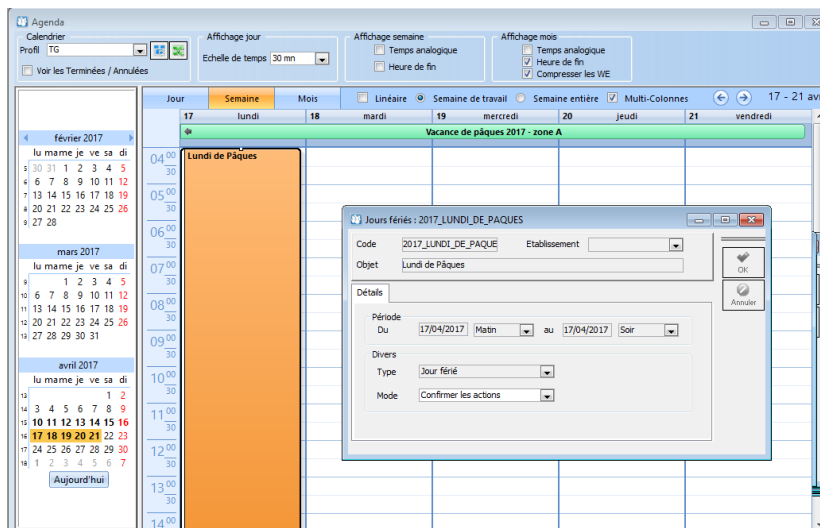 Agenda
Calendrier
Profil TG
Voir les Terminées / Annulées
Affichage jour
Echelle de temps 30 mn
Affichage semaine
Temps analogique
Heure de fin
Affichage mois
Temps analogique
Heure de fin
Compresser les WE
Jour Semaine Mois Linéaire Semaine de travail Semaine entière Multi-Colonnes 17 - 21 avr
17 lundi 18 mardi 19 mercredi 20 jeudi 21 vendredi
Vacance de pâques 2017 - zone A
Lundi de Pâques
février 2017
lu ma me je ve sa di
5 30 31 1 2 3 4 5
6 6 7 8 9 10 11 12
7 13 14 15 16 17 18 19
8 20 21 22 23 24 25 26
9 27 28
mars 2017
lu ma me je ve sa di
9 1 2 3 4 5
10 6 7 8 9 10 11 12
11 13 14 15 16 17 18 19
12 20 21 22 23 24 25 26
13 27 28 29 30 31
avril 2017
lu ma me je ve sa di
13 1 2
14 3 4 5 6 7 8 9
15 10 11 12 13 14 15 16
16 17 18 19 20 21 22 23
17 24 25 26 27 28 29 30
18 1 2 3 4 5 6 7
Aujourd'hui
04 00
30
05 00
30
06 00
30
07 00
30
08 00
30
09 00
30
10 00
30
11 00
30
12 00
30
13 00
30
14 00
Jours fériés : 2017_LUNDI_DE_PAQUES
Code 2017_LUNDI_DE_PAQUE Etablissement
Objet Lundi de Pâques
OK
Annuler
Détails
Période
Du 17/04/2017 Matin au 17/04/2017 Soir
Divers
Type Jour férié
Mode Confirmer les actions